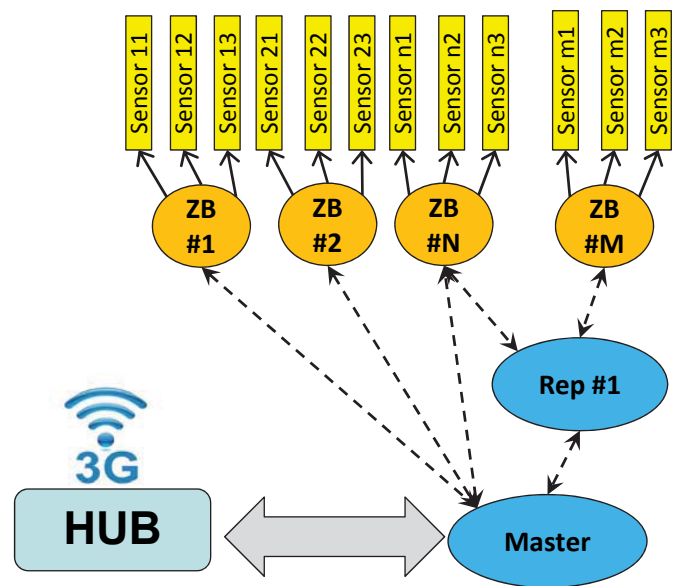 Sensor 11
Sensor 12
Sensor 13
Sensor 21
Sensor 22
Sensor 23
Sensor n1
Sensor n2
Sensor n3
Sensor m1
Sensor m2
Sensor m3
ZB
#1
ZB
#2
ZB
#N
ZB
#M
Rep #1
3G
HUB
Master